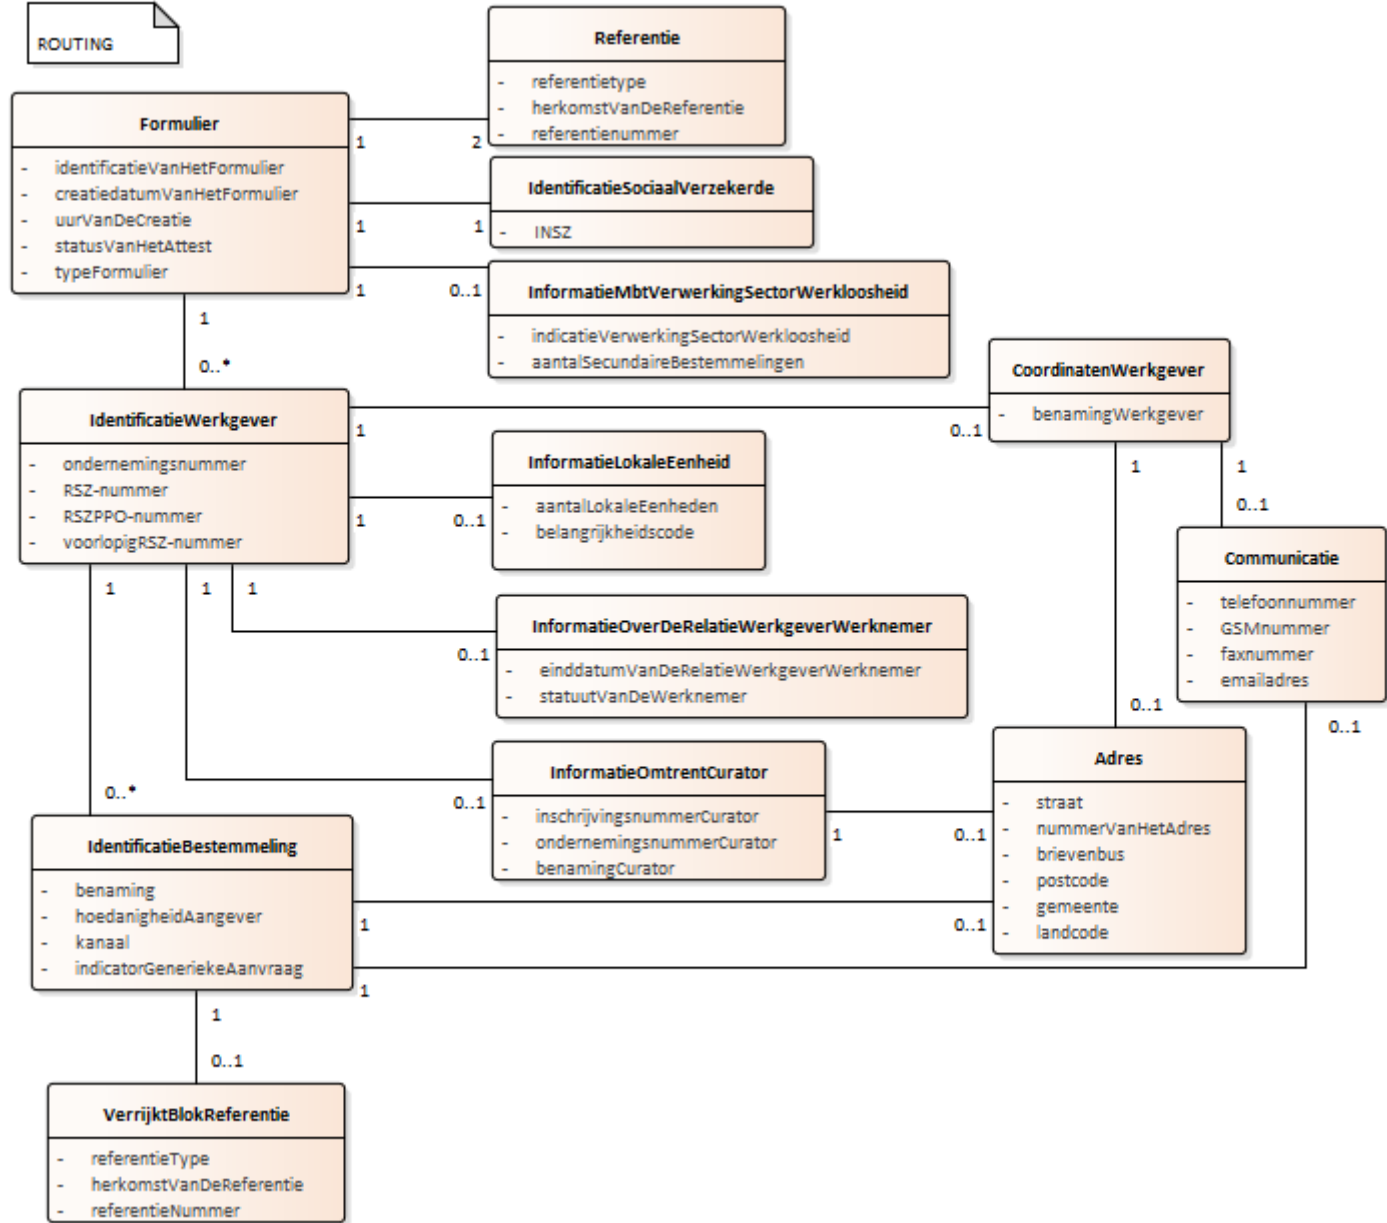 ROUTING
Referentie
- referentietype
- herkomstVanDeReferentie
- referentienummer
Formulier
- identificatieVanHetFormulier
- creatiedatumVanHetFormulier
- uurVanDeCreatie
- statusVanHetAttest
- typeFormulier
1
2
IdentificatieSociaalVerzekerde
- INSZ
1
1
InformatieMbtVerwerkingSectorWerkloosheid
- indicatieVerwerkingSectorWerkloosheid
- aantalSecundaireBestemmelingen
1
0..1
1
0..*
CoordinatenWerkgever
- benamingWerkgever
IdentificatieWerkgever
- ondernemingsnummer
- RSZ-nummer
- RSZPPO-nummer
- voorlopigRSZ-nummer
1
0..1
InformatieLokaleEenheid
- aantalLokaleEenheden
- belangrijkheidscode
1
0..1
1
1
0..1
Communicatie
- telefoonnummer
- GSMnummer
- faxnummer
- emailadres
1
1
1
InformatieOverDeRelatieWerkgeverWerknemer
- einddatumVanDeRelatieWerkgeverWerknemer
- statuutVanDeWerknemer
0..1
0..1
0..1
InformatieOmtrentCurator
- inschrijvingsnummerCurator
- ondernemingsnummerCurator
- benamingCurator
0..1
Adres
- straat
- nummerVanHetAdres
- brievenbus
- postcode
- gemeente
- landcode
1
0..1
0..*
IdentificatieBestemmeling
- benaming
- hoedanigheidAangever
- kanaal
- indicatorGeneriekeAanvraag
1
0..1
1
1
0..1
VerrijktBlokReferentie
- referentieType
- herkomstVanDeReferentie
- referentieNummer